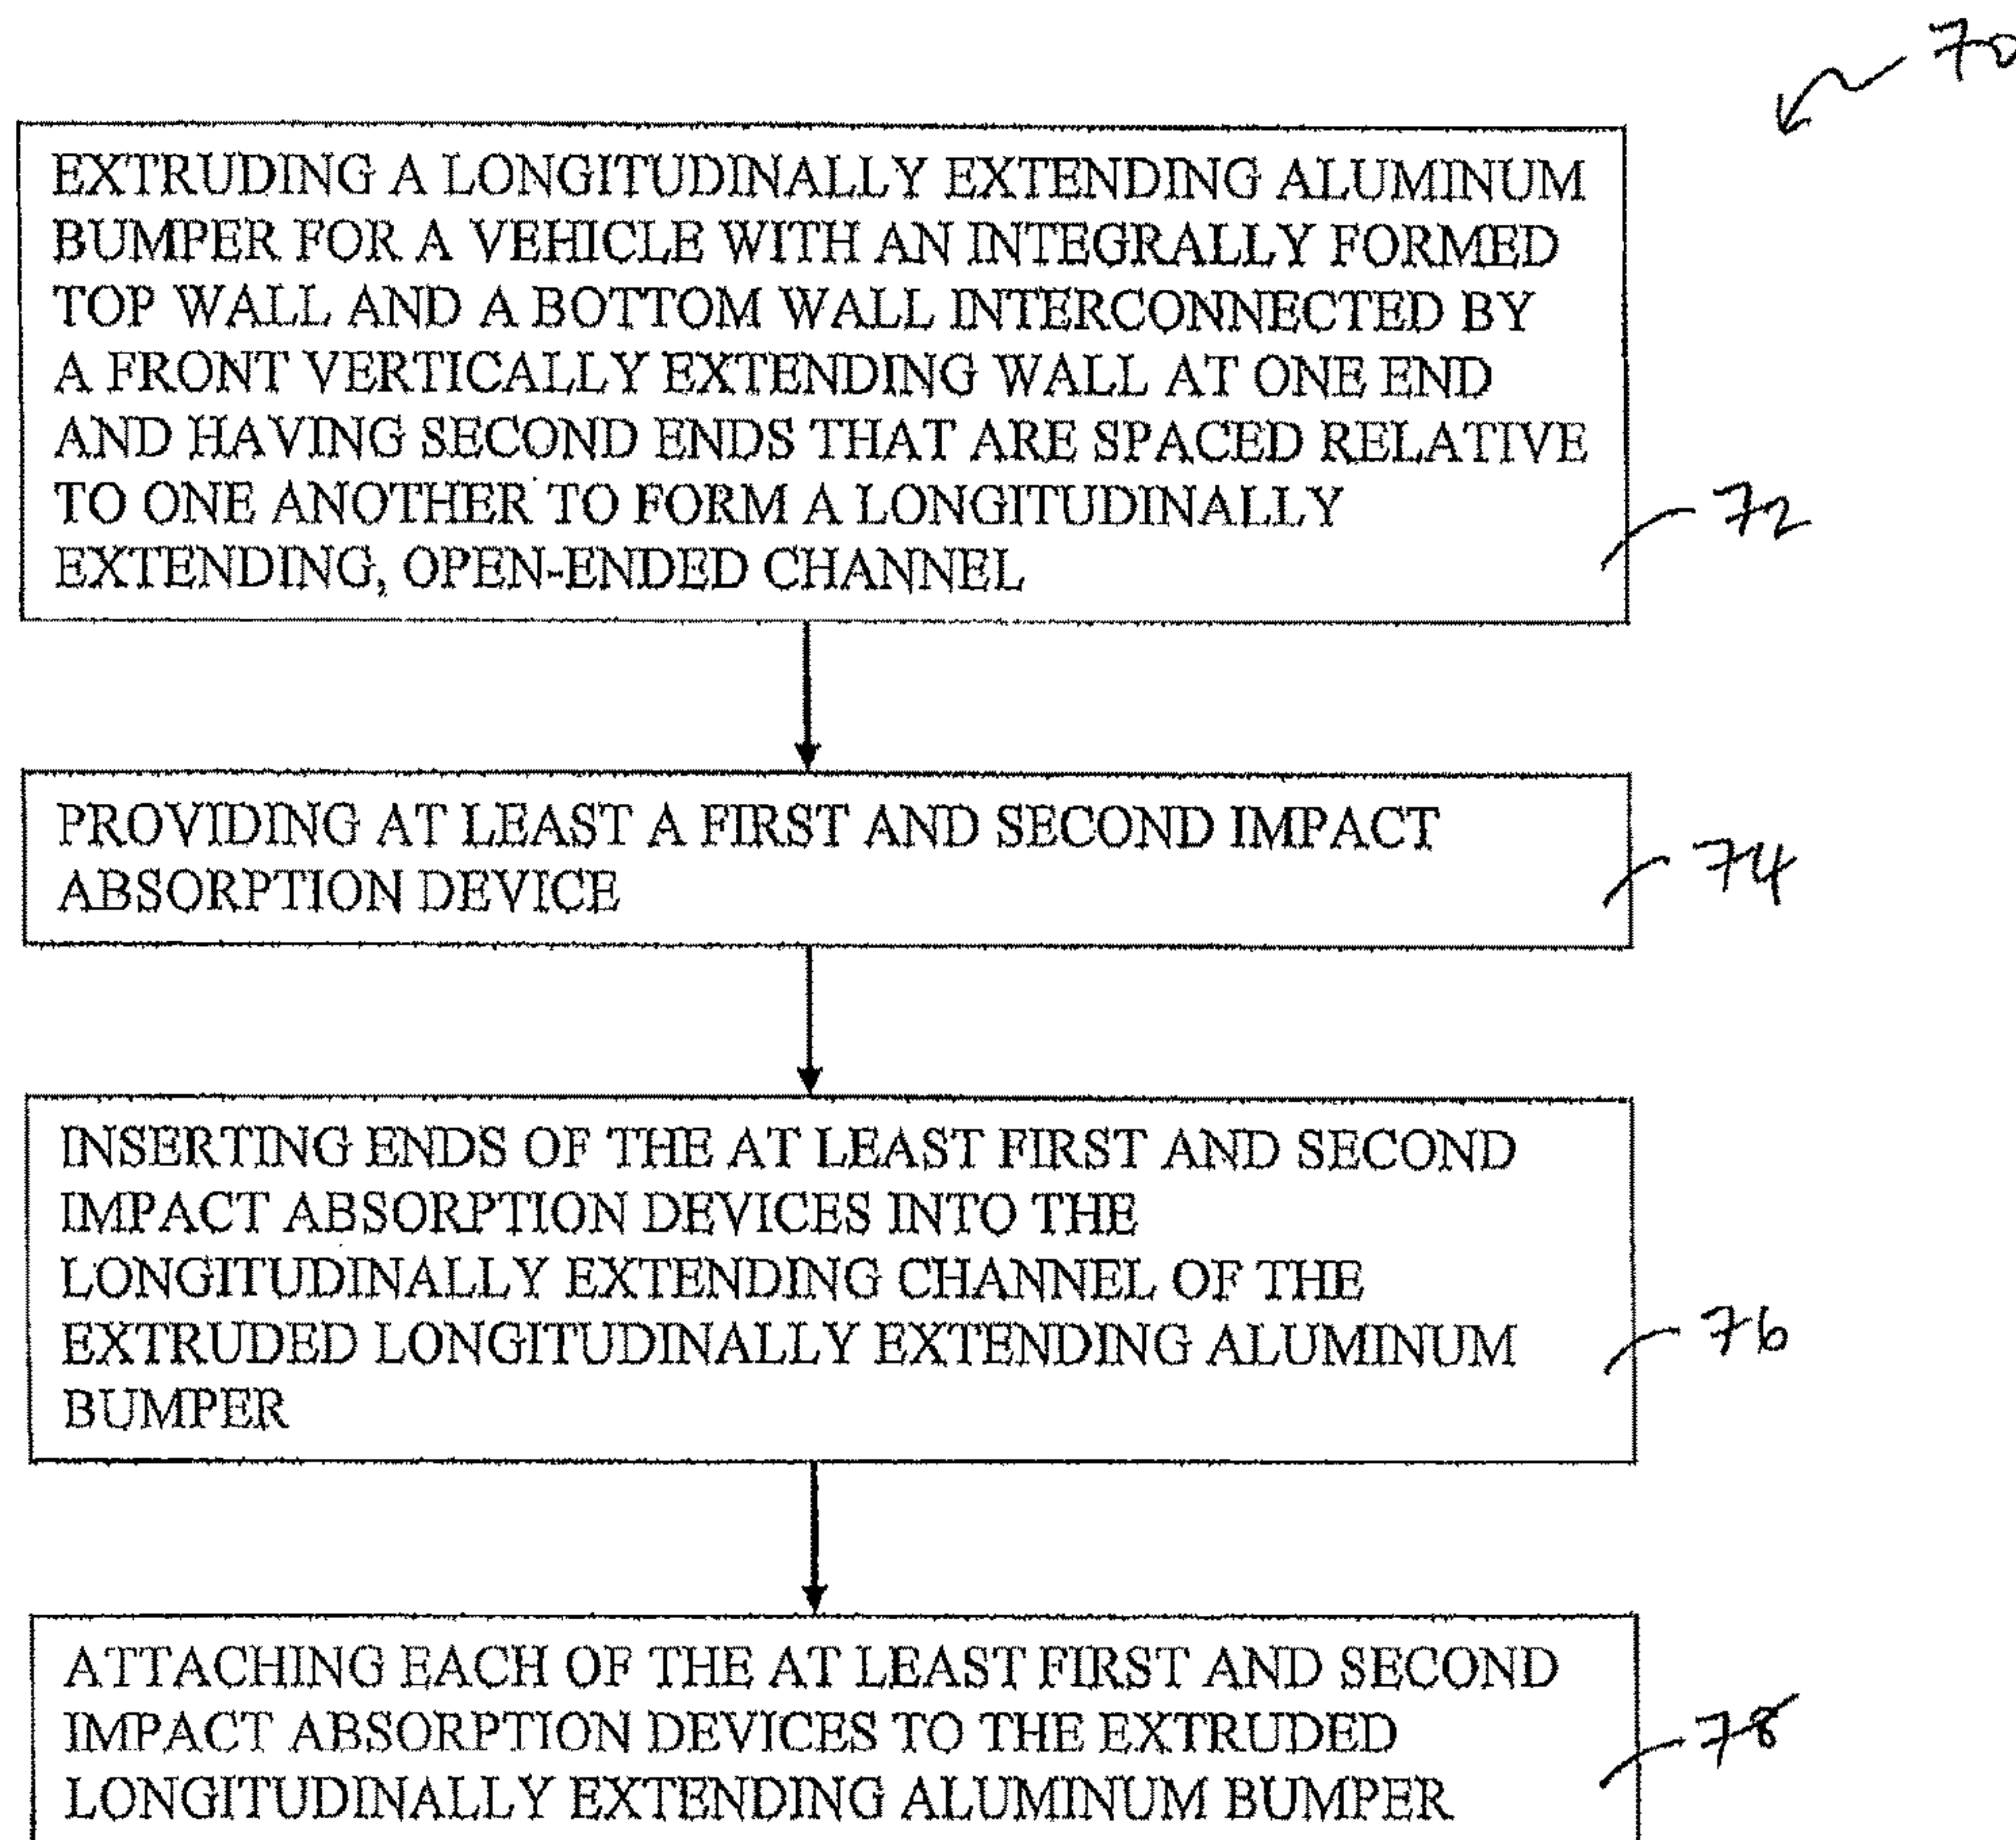 70
EXTRUDING A LONGITUDINALLY EXTENDING ALUMINUM
BUMPER FOR A VEHICLE WITH AN INTEGRALLY FORMED
TOP WALL AND A BOTTOM WALL INTERCONNECTED BY
A FRONT VERTICALLY EXTENDING WALL AT ONE END
AND HAVING SECOND ENDS THAT ARE SPACED RELATIVE
TO ONE ANOTHER TO FORM A LONGITUDINALLY
EXTENDING, OPEN-ENDED CHANNEL
72
PROVIDING AT LEAST A FIRST AND SECOND IMPACT
ABSORPTION DEVICE
74
INSERTING ENDS OF THE AT LEAST FIRST AND SECOND
IMPACT ABSORPTION DEVICES INTO THE
LONGITUDINALLY EXTENDING CHANNEL OF THE
EXTRUDED LONGITUDINALLY EXTENDING ALUMINUM
BUMPER
76
ATTACHING EACH OF THE AT LEAST FIRST AND SECOND
IMPACT ABSORPTION DEVICES TO THE EXTRUDED
LONGITUDINALLY EXTENDING ALUMINUM BUMPER
78